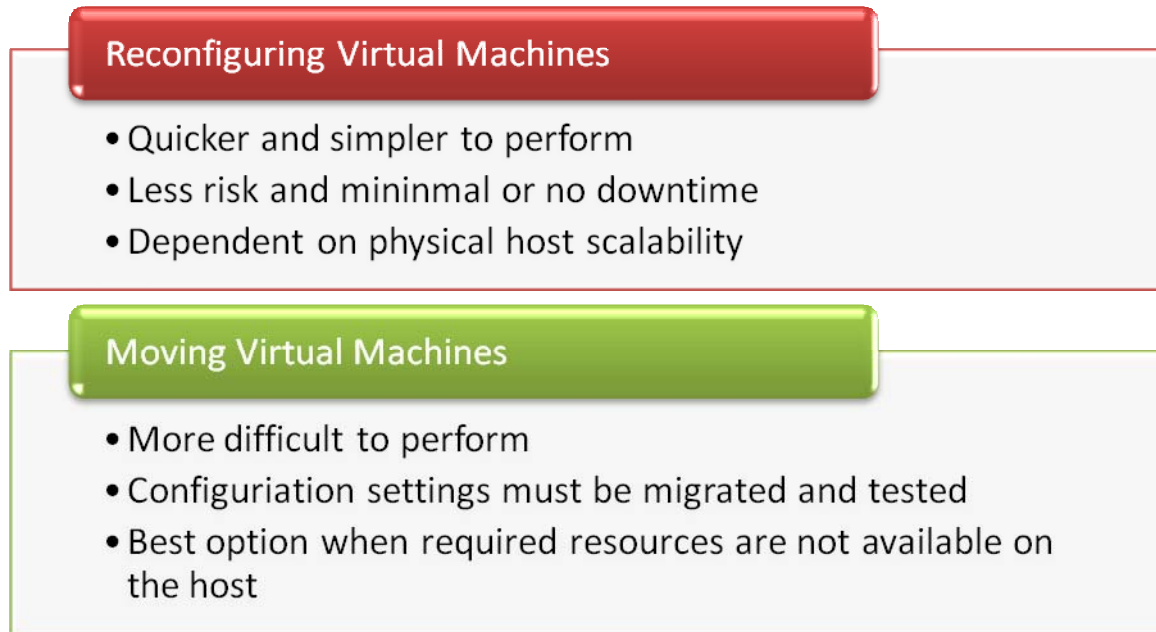 Reconfiguring Virtual Machines
• Quicker and simpler to perform
• Less risk and mininmal or no downtime
• Dependent on physical host scalability
Moving Virtual Machines
• More difficult to perform
• Configuriation settings must be migrated and tested
• Best option when required resources are not available on
the host